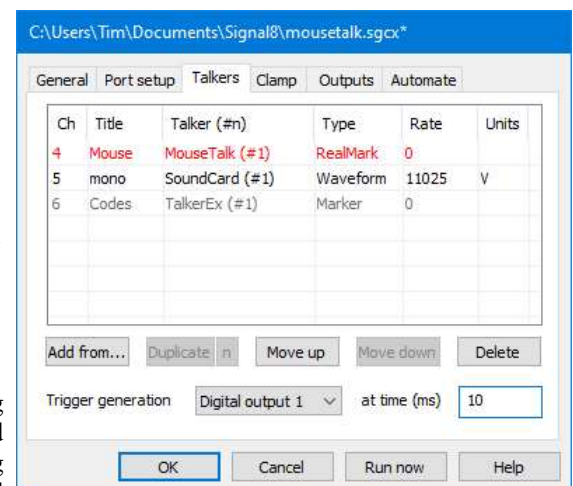 C:\Users\Tim\Documents\Signal8\mousetalk.sgcx*
General Port setup Talkers Clamp Outputs Automate
Ch Title Talker (#n) Type Rate Units
4 Mouse MouseTalk (#1) RealMark 0
5 mono SoundCard (#1) Waveform 11025 V
6 Codes TalkerEx (#1) Marker 0
Add from... Duplicate n Move up Move down Delete
Trigger generation Digital output 1 at time (ms) 10
OK Cancel Run now Help